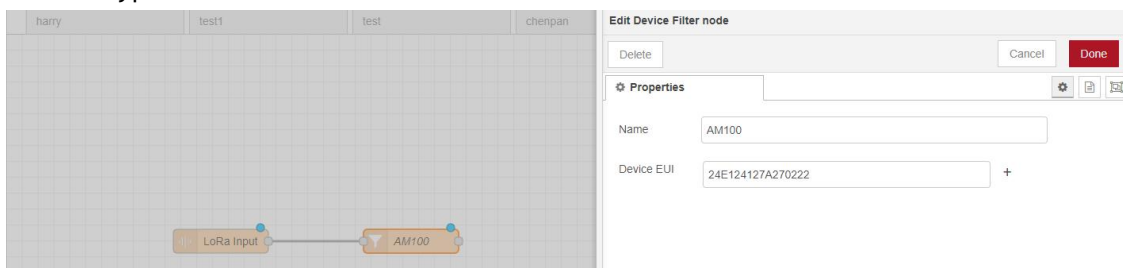 harry test1 test chenpan
Edit Device Filter node
Delete Cancel Done
Properties
Name AM100
Device EUI 24E124127A270222 +
LoRa Input AM100